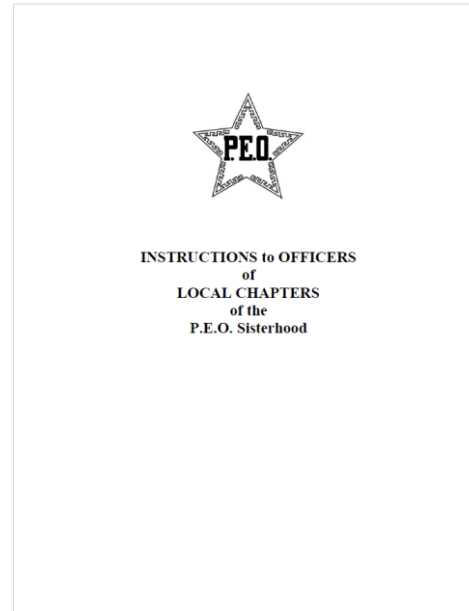 P.E.O.
INSTRUCTIONS to OFFICERS
of
LOCAL CHAPTERS
of the
P.E.O. Sisterhood